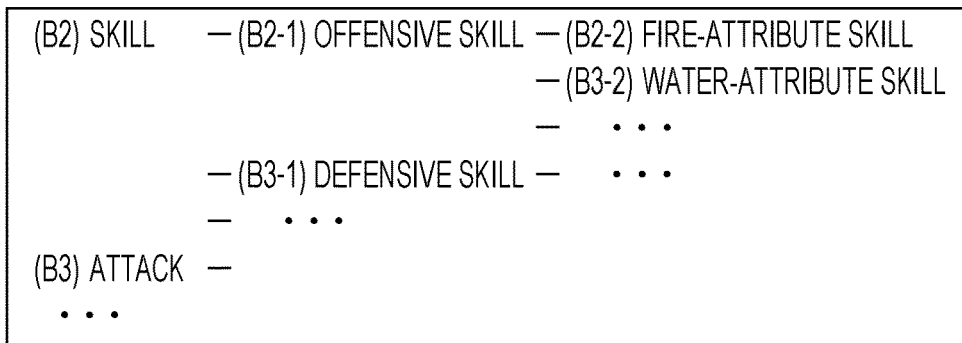 (B2) SKILL — (B2-1) OFFENSIVE SKILL — (B2-2) FIRE-ATTRIBUTE SKILL
— (B3-2) WATER-ATTRIBUTE SKILL
— • • •
— (B3-1) DEFENSIVE SKILL — • • •
— • • •
(B3) ATTACK —
• • •